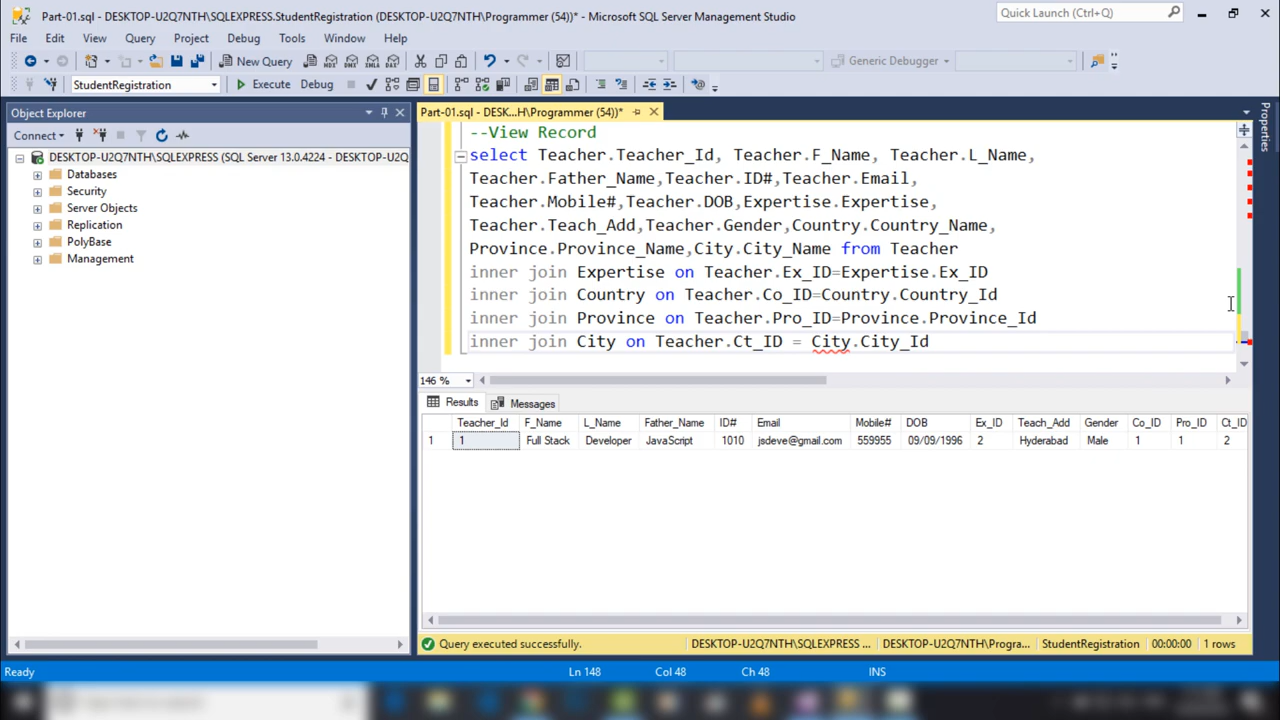 Part-01.sql - DESKTOP-U2Q7NTH\SQLEXPRESS.StudentRegistration (DESKTOP-U2Q7NTH\Programmer (54))* - Microsoft SQL Server Management Studio
Quick Launch (Ctrl+Q)
File Edit View Query Project Debug Tools Window Help
New Query
Generic Debugger
StudentRegistration
Execute Debug
Object Explorer
Part-01.sql - DESK...H\Programmer (54))*
Properties
Connect
DESKTOP-U2Q7NTH\SQLEXPRESS (SQL Server 13.0.4224 - DESKTOP-U2Q
Databases
Security
Server Objects
Replication
PolyBase
Management
--View Record
select Teacher.Teacher_Id, Teacher.F_Name, Teacher.L_Name,
Teacher.Father_Name,Teacher.ID#,Teacher.Email,
Teacher.Mobile#,Teacher.DOB,Expertise.Expertise,
Teacher.Teach_Add,Teacher.Gender,Country.Country_Name,
Province.Province_Name,City.City_Name from Teacher
inner join Expertise on Teacher.Ex_ID=Expertise.Ex_ID
inner join Country on Teacher.Co_ID=Country.Country_Id
inner join Province on Teacher.Pro_ID=Province.Province_Id
inner join City on Teacher.Ct_ID = City.City_Id
146 %
Results Messages
Teacher_Id F_Name L_Name Father_Name ID# Email Mobile# DOB Ex_ID Teach_Add Gender Co_ID Pro_ID Ct_ID
1 1 Full Stack Developer JavaScript 1010 jsdeve@gmail.com 559955 09/09/1996 2 Hyderabad Male 1 1 2
Query executed successfully. DESKTOP-U2Q7NTH\SQLEXPRESS ... DESKTOP-U2Q7NTH\Progra... StudentRegistration 00:00:00 1 rows
Ready Ln 148 Col 48 Ch 48 INS